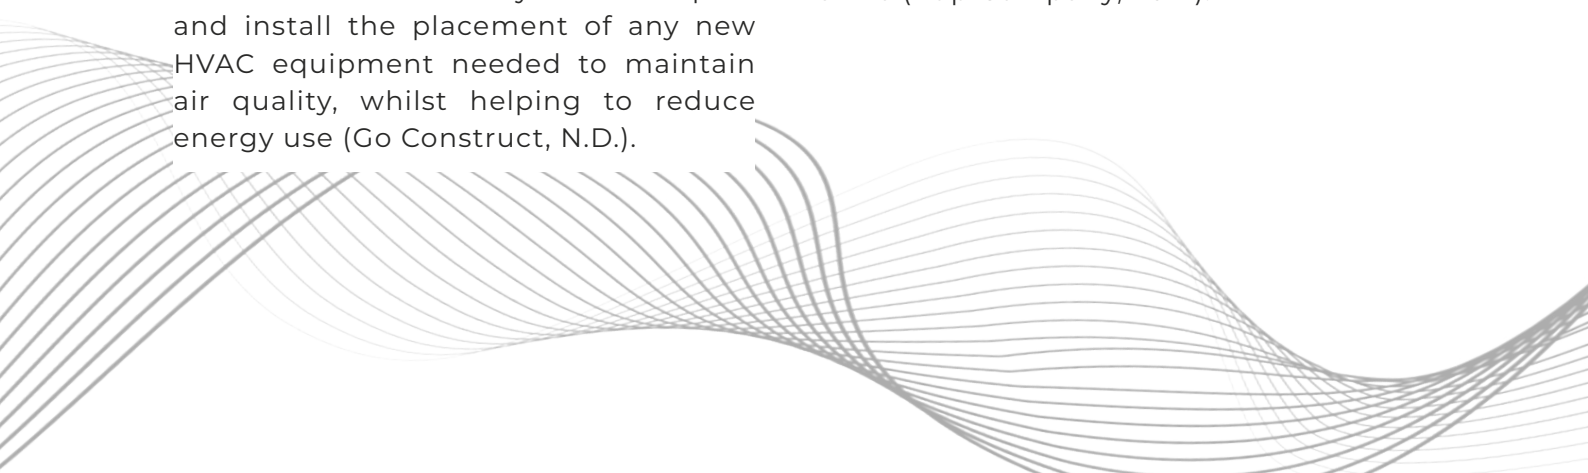 and install the placement of any new
HVAC equipment needed to maintain
air quality, whilst helping to reduce
energy use (Go Construct, N.D.).